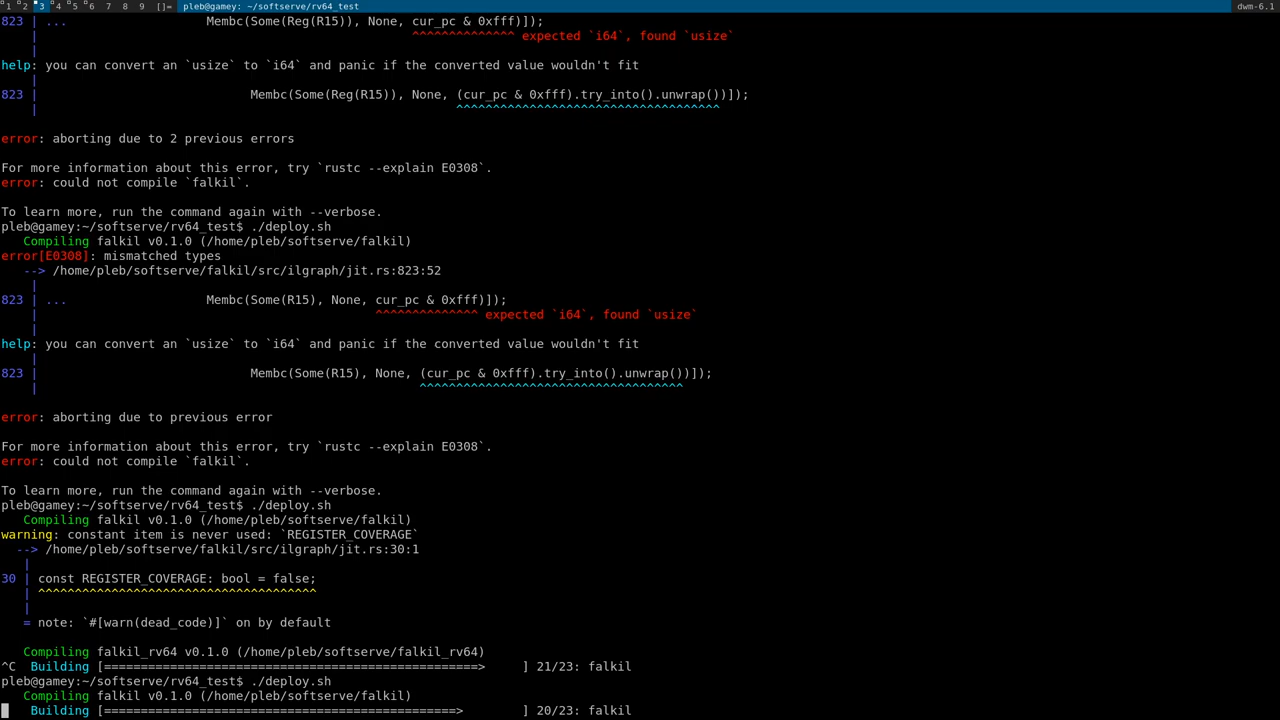 1 2 3 4 5 6 7 8 9 []= pleb@gamey: ~/softserve/rv64_test dwm-6.1
823 | ... Membc(Some(Reg(R15)), None, cur_pc & 0xfff)]);
| ^^^^^^^^^^^^^^ expected `i64`, found `usize`
|
help: you can convert an `usize` to `i64` and panic if the converted value wouldn't fit
|
823 | Membc(Some(Reg(R15)), None, (cur_pc & 0xfff).try_into().unwrap())]);
| ^^^^^^^^^^^^^^^^^^^^^^^^^^^^^^^^^^^^
error: aborting due to 2 previous errors
For more information about this error, try `rustc --explain E0308`.
error: could not compile `falkil`.
To learn more, run the command again with --verbose.
pleb@gamey:~/softserve/rv64_test$ ./deploy.sh
Compiling falkil v0.1.0 (/home/pleb/softserve/falkil)
error[E0308]: mismatched types
--> /home/pleb/softserve/falkil/src/ilgraph/jit.rs:823:52
|
823 | ... Membc(Some(R15), None, cur_pc & 0xfff)]);
| ^^^^^^^^^^^^^^ expected `i64`, found `usize`
|
help: you can convert an `usize` to `i64` and panic if the converted value wouldn't fit
|
823 | Membc(Some(R15), None, (cur_pc & 0xfff).try_into().unwrap())]);
| ^^^^^^^^^^^^^^^^^^^^^^^^^^^^^^^^^^^^
error: aborting due to previous error
For more information about this error, try `rustc --explain E0308`.
error: could not compile `falkil`.
To learn more, run the command again with --verbose.
pleb@gamey:~/softserve/rv64_test$ ./deploy.sh
Compiling falkil v0.1.0 (/home/pleb/softserve/falkil)
warning: constant item is never used: `REGISTER_COVERAGE`
--> /home/pleb/softserve/falkil/src/ilgraph/jit.rs:30:1
|
30 | const REGISTER_COVERAGE: bool = false;
| ^^^^^^^^^^^^^^^^^^^^^^^^^^^^^^^^^^^^^^
|
= note: `#[warn(dead_code)]` on by default
Compiling falkil_rv64 v0.1.0 (/home/pleb/softserve/falkil_rv64)
^C Building [===================================================> ] 21/23: falkil
pleb@gamey:~/softserve/rv64_test$ ./deploy.sh
Compiling falkil v0.1.0 (/home/pleb/softserve/falkil)
Building [================================================> ] 20/23: falkil